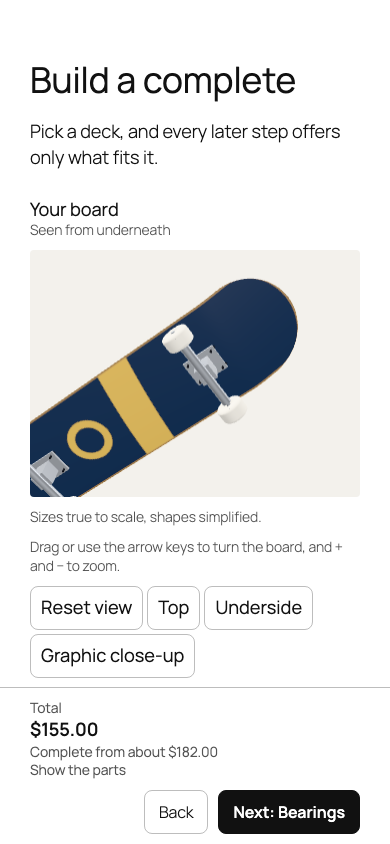 Build a complete
Pick a deck, and every later step offers
only what fits it.
Your board
Seen from underneath
Sizes true to scale, shapes simplified.
Drag or use the arrow keys to turn the board, and +
and − to zoom.
Reset view
Top
Underside
Graphic close-up
Total
$155.00
Complete from about $182.00
Show the parts
Back
Next: Bearings